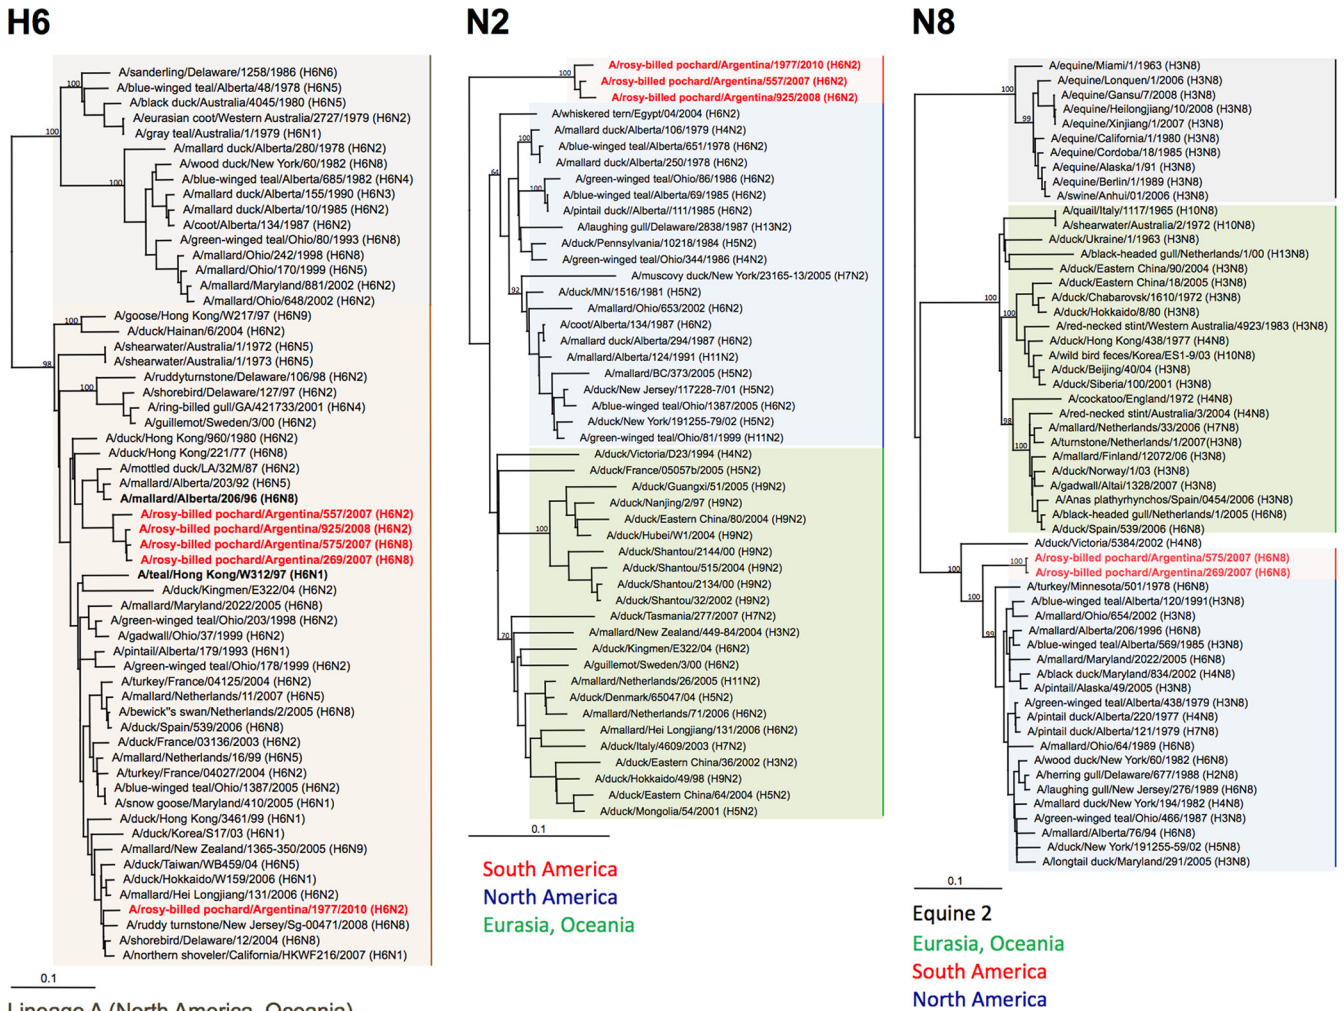 H6
100
100
100
A/sanderling/Delaware/1258/1986 (H6N6)
A/blue-winged teal/Alberta/48/1978 (H6N5)
A/black duck/Australia/4045/1980 (H6N5)
A/eurasian coot/Western Australia/2727/1979 (H6N2)
A/gray teal/Australia/1/1979 (H6N1)
A/mallard duck/Alberta/280/1978 (H6N2)
A/wood duck/New York/60/1982 (H6N8)
A/blue-winged teal/Alberta/685/1982 (H6N4)
A/mallard duck/Alberta/155/1990 (H6N3)
A/mallard duck/Alberta/10/1985 (H6N2)
A/coot/Alberta/134/1987 (H6N2)
A/green-winged teal/Ohio/80/1993 (H6N8)
A/mallard/Ohio/242/1998 (H6N8)
A/mallard/Ohio/170/1999 (H6N5)
A/mallard/Maryland/881/2002 (H6N2)
A/mallard/Ohio/648/2002 (H6N2)
100
98
100
A/goose/Hong Kong/W217/97 (H6N9)
A/duck/Hainan/6/2004 (H6N2)
A/shearwater/Australia/1/1972 (H6N5)
A/shearwater/Australia/1/1973 (H6N5)
A/ruddyturnstone/Delaware/106/98 (H6N2)
A/shorebird/Delaware/127/97 (H6N2)
A/ring-billed gull/GA/421733/2001 (H6N4)
A/guillemot/Sweden/3/00 (H6N2)
A/duck/Hong Kong/960/1980 (H6N2)
A/duck/Hong Kong/221/77 (H6N8)
A/mottled duck/LA/32M/87 (H6N2)
A/mallard/Alberta/203/92 (H6N5)
A/mallard/Alberta/206/96 (H6N8)
A/rosy-billed pochard/Argentina/557/2007 (H6N2)
A/rosy-billed pochard/Argentina/925/2008 (H6N2)
A/rosy-billed pochard/Argentina/575/2007 (H6N8)
A/rosy-billed pochard/Argentina/269/2007 (H6N8)
A/teal/Hong Kong/W312/97 (H6N1)
A/duck/Kingmen/E322/04 (H6N2)
A/mallard/Maryland/2022/2005 (H6N8)
A/green-winged teal/Ohio/203/1998 (H6N2)
A/gadwall/Ohio/37/1999 (H6N2)
A/pintail/Alberta/179/1993 (H6N1)
A/green-winged teal/Ohio/178/1999 (H6N2)
A/turkey/France/04125/2004 (H6N2)
A/mallard/Netherlands/11/2007 (H6N5)
A/bewick"s swan/Netherlands/2/2005 (H6N8)
A/duck/Spain/539/2006 (H6N8)
A/duck/France/03136/2003 (H6N2)
A/mallard/Netherlands/16/99 (H6N5)
A/turkey/France/04027/2004 (H6N2)
A/blue-winged teal/Ohio/1387/2005 (H6N2)
A/snow goose/Maryland/410/2005 (H6N1)
A/duck/Hong Kong/3461/99 (H6N1)
A/duck/Korea/S17/03 (H6N1)
A/mallard/New Zealand/1365-350/2005 (H6N9)
A/duck/Taiwan/WB459/04 (H6N5)
A/duck/Hokkaido/W159/2006 (H6N1)
A/mallard/Hei Longjiang/131/2006 (H6N2)
A/rosy-billed pochard/Argentina/1977/2010 (H6N2)
A/ruddy turnstone/New Jersey/Sg-00471/2008 (H6N8)
A/shorebird/Delaware/12/2004 (H6N8)
A/northern shoveler/California/HKWF216/2007 (H6N1)
0.1
Lineage A (North America, Oceania)
N2
100
64
100
100
92
A/rosy-billed pochard/Argentina/1977/2010 (H6N2)
A/rosy-billed pochard/Argentina/557/2007 (H6N2)
A/rosy-billed pochard/Argentina/925/2008 (H6N2)
A/whiskered tern/Egypt/04/2004 (H6N2)
A/mallard duck/Alberta/106/1979 (H4N2)
A/blue-winged teal/Alberta/651/1978 (H6N2)
A/mallard duck/Alberta/250/1978 (H6N2)
A/green-winged teal/Ohio/86/1986 (H6N2)
A/blue-winged teal/Alberta/69/1985 (H6N2)
A/pintail duck/Alberta//111/1985 (H6N2)
A/laughing gull/Delaware/2838/1987 (H13N2)
A/duck/Pennsylvania/10218/1984 (H5N2)
A/green-winged teal/Ohio/344/1986 (H4N2)
A/muscovy duck/New York/23165-13/2005 (H7N2)
A/duck/MN/1516/1981 (H5N2)
A/mallard/Ohio/653/2002 (H6N2)
A/coot/Alberta/134/1987 (H6N2)
A/mallard duck/Alberta/294/1987 (H6N2)
A/mallard/Alberta/124/1991 (H11N2)
A/mallard/BC/373/2005 (H5N2)
A/duck/New Jersey/117228-7/01 (H5N2)
A/blue-winged teal/Ohio/1387/2005 (H6N2)
A/duck/New York/191255-79/02 (H5N2)
A/green-winged teal/Ohio/81/1999 (H11N2)
100
70
A/duck/Victoria/D23/1994 (H4N2)
A/duck/France/05057b/2005 (H5N2)
A/duck/Guangxi/51/2005 (H9N2)
A/duck/Nanjing/2/97 (H9N2)
A/duck/Eastern China/80/2004 (H9N2)
A/duck/Hubei/W1/2004 (H9N2)
A/duck/Shantou/2144/00 (H9N2)
A/duck/Shantou/515/2004 (H9N2)
A/duck/Shantou/2134/00 (H9N2)
A/duck/Shantou/32/2002 (H9N2)
A/duck/Tasmania/277/2007 (H7N2)
A/mallard/New Zealand/449-84/2004 (H3N2)
A/duck/Kingmen/E322/04 (H6N2)
A/guillemot/Sweden/3/00 (H6N2)
A/mallard/Netherlands/26/2005 (H11N2)
A/duck/Denmark/65047/04 (H5N2)
A/mallard/Netherlands/71/2006 (H6N2)
A/mallard/Hei Longjiang/131/2006 (H6N2)
A/duck/Italy/4609/2003 (H7N2)
A/duck/Eastern China/36/2002 (H3N2)
A/duck/Hokkaido/49/98 (H9N2)
A/duck/Eastern China/64/2004 (H5N2)
A/duck/Mongolia/54/2001 (H5N2)
0.1
South America
North America
Eurasia, Oceania
N8
100
99
A/equine/Miami/1/1963 (H3N8)
A/equine/Lonquen/1/2006 (H3N8)
A/equine/Gansu/7/2008 (H3N8)
A/equine/Heilongjiang/10/2008 (H3N8)
A/equine/Xinjiang/1/2007 (H3N8)
A/equine/California/1/1980 (H3N8)
A/equine/Cordoba/18/1985 (H3N8)
A/equine/Alaska/1/91 (H3N8)
A/equine/Berlin/1/1989 (H3N8)
A/swine/Anhui/01/2006 (H3N8)
100
100
98
100
A/quail/Italy/1117/1965 (H10N8)
A/shearwater/Australia/2/1972 (H10N8)
A/duck/Ukraine/1/1963 (H3N8)
A/black-headed gull/Netherlands/1/00 (H13N8)
A/duck/Eastern China/90/2004 (H3N8)
A/duck/Eastern China/18/2005 (H3N8)
A/duck/Chabarovsk/1610/1972 (H3N8)
A/duck/Hokkaido/8/80 (H3N8)
A/red-necked stint/Western Australia/4923/1983 (H3N8)
A/duck/Hong Kong/438/1977 (H4N8)
A/wild bird feces/Korea/ES1-9/03 (H10N8)
A/duck/Beijing/40/04 (H3N8)
A/duck/Siberia/100/2001 (H3N8)
A/cockatoo/England/1972 (H4N8)
A/red-necked stint/Australia/3/2004 (H4N8)
A/mallard/Netherlands/33/2006 (H7N8)
A/turnstone/Netherlands/1/2007(H3N8)
A/mallard/Finland/12072/06 (H3N8)
A/duck/Norway/1/03 (H3N8)
A/gadwall/Altai/1328/2007 (H3N8)
A/Anas plathyrhynchos/Spain/0454/2006 (H3N8)
A/black-headed gull/Netherlands/1/2005 (H6N8)
A/duck/Spain/539/2006 (H6N8)
100
100
100
99
A/duck/Victoria/5384/2002 (H4N8)
A/rosy-billed pochard/Argentina/575/2007 (H6N8)
A/rosy-billed pochard/Argentina/269/2007 (H6N8)
A/turkey/Minnesota/501/1978 (H6N8)
A/blue-winged teal/Alberta/120/1991(H3N8)
A/mallard/Ohio/654/2002 (H3N8)
A/mallard/Alberta/206/1996 (H6N8)
A/blue-winged teal/Alberta/569/1985 (H3N8)
A/mallard/Maryland/2022/2005 (H6N8)
A/black duck/Maryland/834/2002 (H4N8)
A/pintail/Alaska/49/2005 (H3N8)
A/green-winged teal/Alberta/438/1979 (H3N8)
A/pintail duck/Alberta/220/1977 (H4N8)
A/pintail duck/Alberta/121/1979 (H7N8)
A/mallard/Ohio/64/1989 (H6N8)
A/wood duck/New York/60/1982 (H6N8)
A/herring gull/Delaware/677/1988 (H2N8)
A/laughing gull/New Jersey/276/1989 (H6N8)
A/mallard duck/New York/194/1982 (H4N8)
A/green-winged teal/Ohio/466/1987 (H3N8)
A/mallard/Alberta/76/94 (H6N8)
A/duck/New York/191255-59/02 (H5N8)
A/longtail duck/Maryland/291/2005 (H3N8)
0.1
Equine 2
Eurasia, Oceania
South America
North America